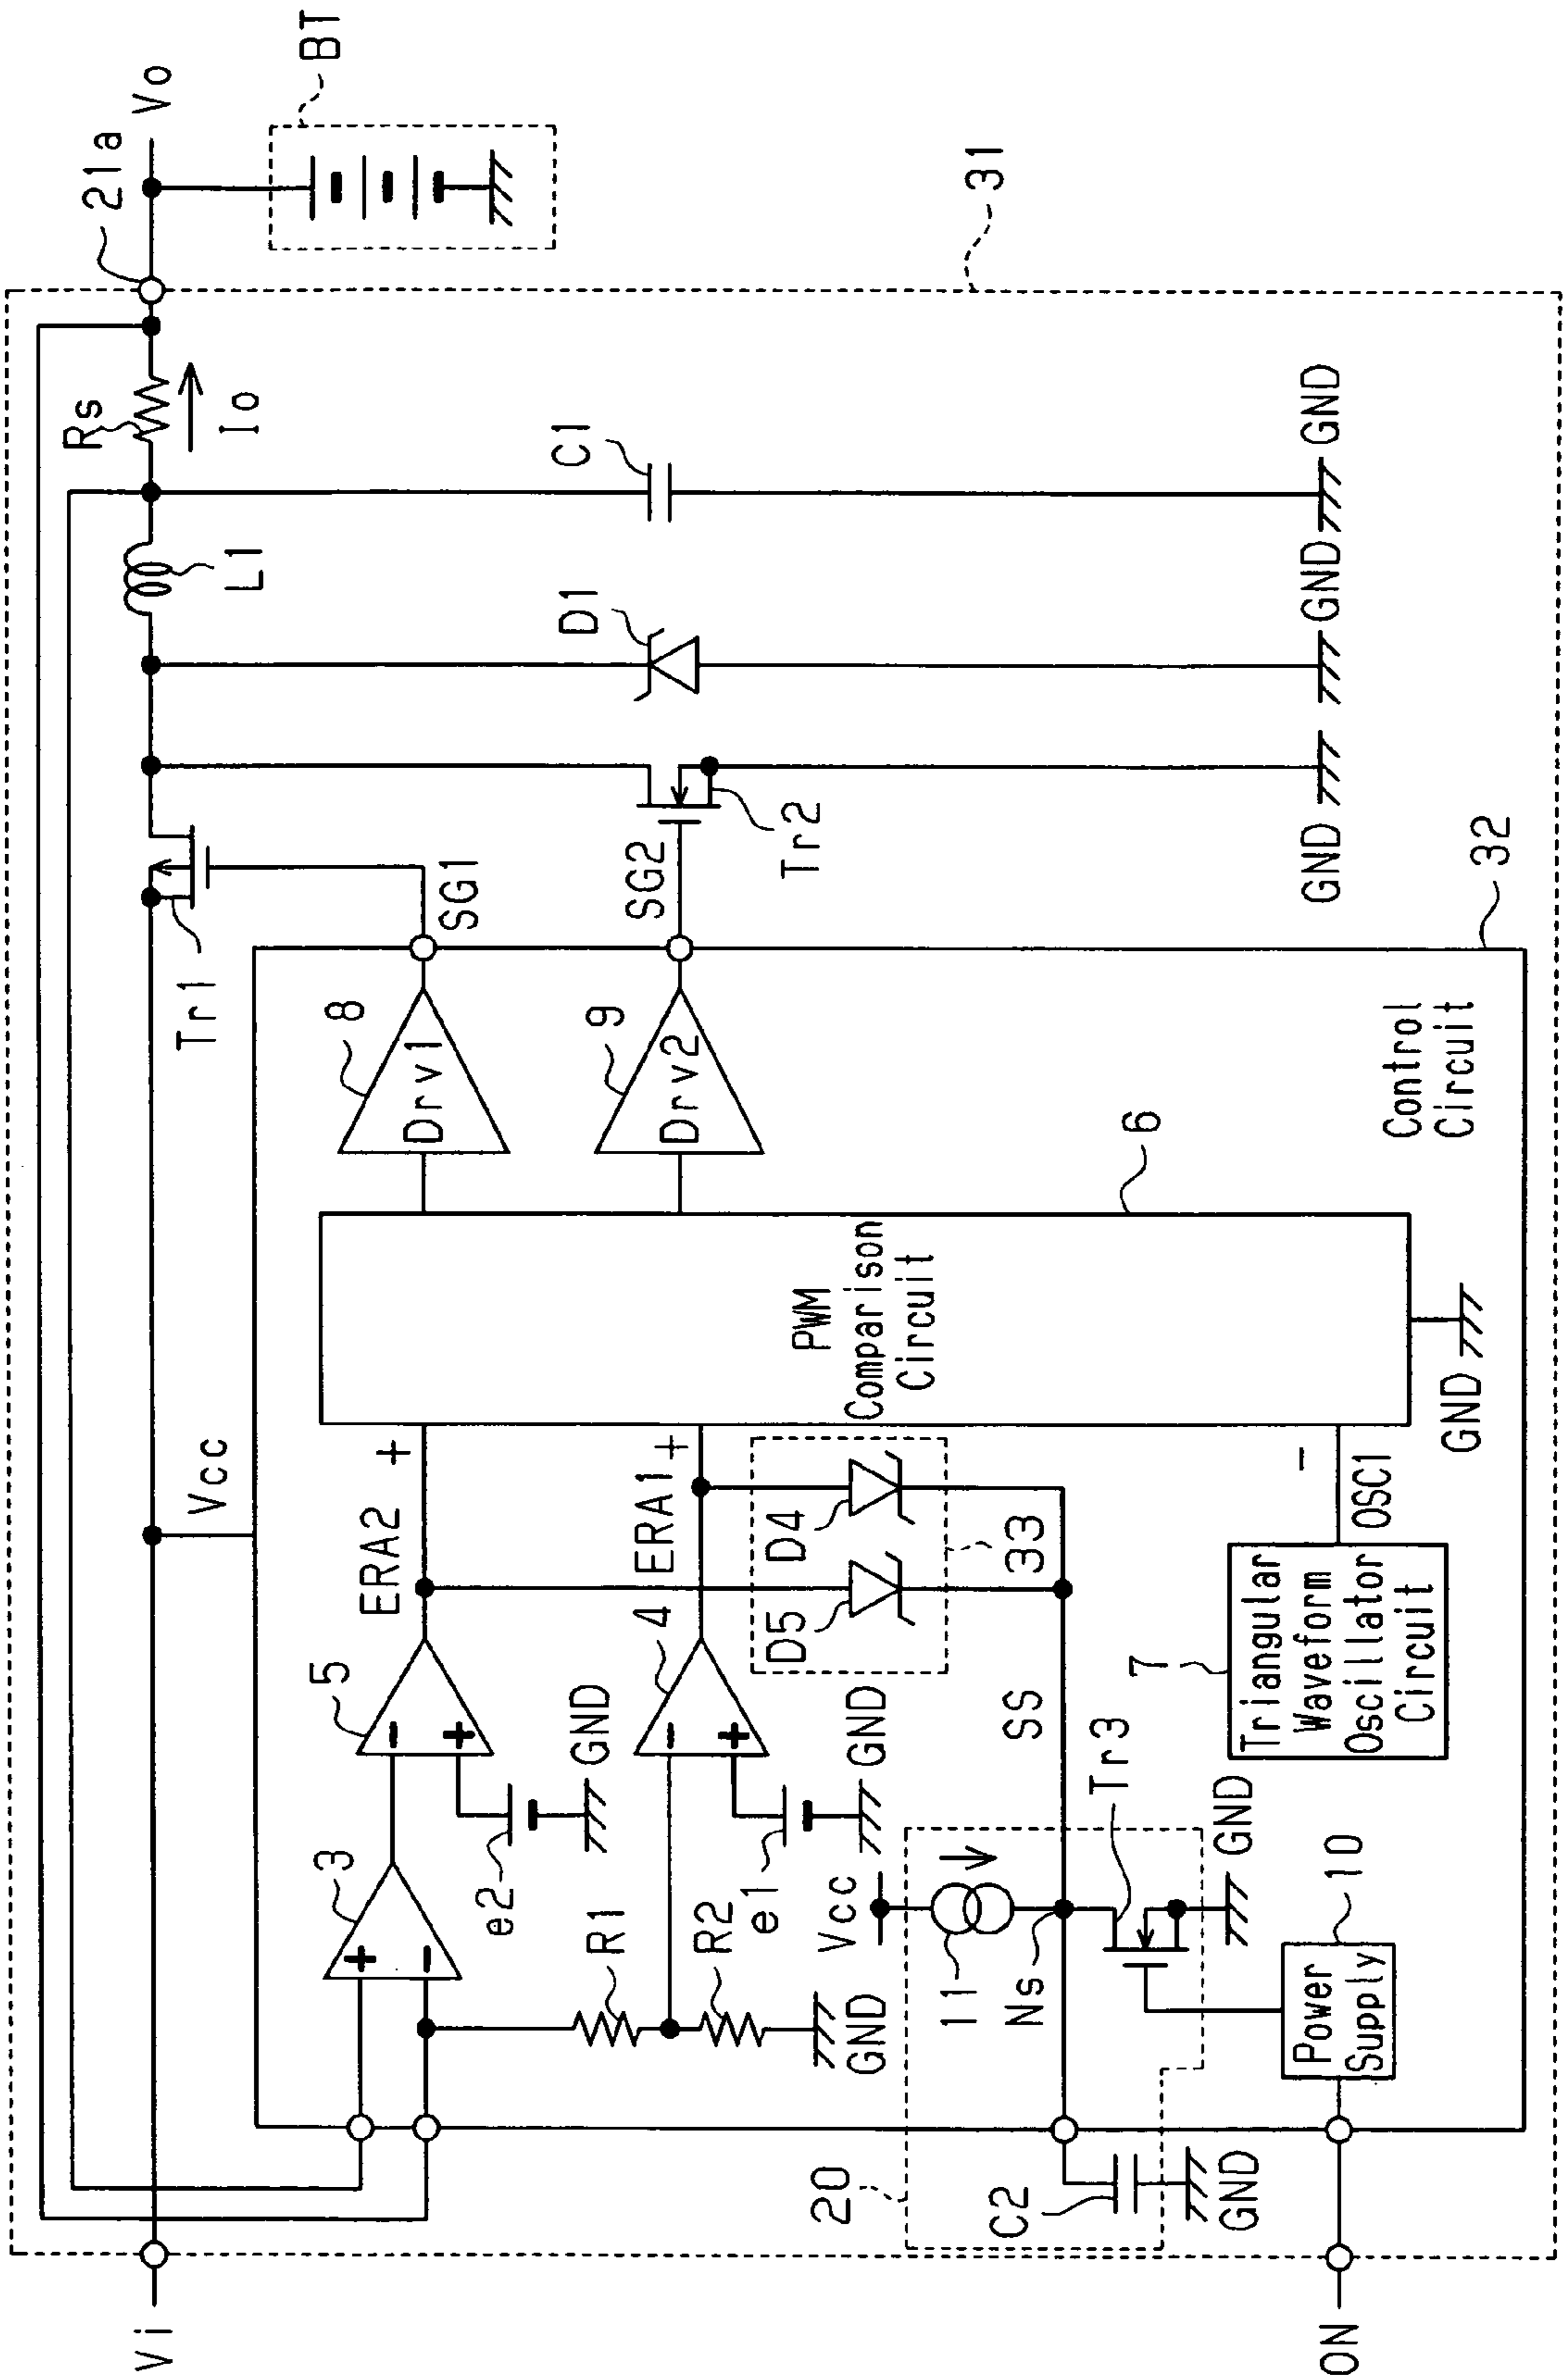 Vi
Vcc
Tr1
L1
Rs
Io
21a
Vo
BT
3
5
ERA2
+
8
Drv1
SG1
+
-
-
+
e2
GND
R1
4
ERA1
+
9
Drv2
SG2
Tr2
D1
C1
-
+
R2
e1
GND
GND
D5
D4
33
PWM
Comparison
Circuit
6
20
Vcc
11
Ns
SS
Tr3
C2
GND
GND
7
Triangular
Waveform
Oscillator
Circuit
-
OSC1
GND
Control
Circuit
32
GND
GND
GND
31
ON
Power
Supply
10